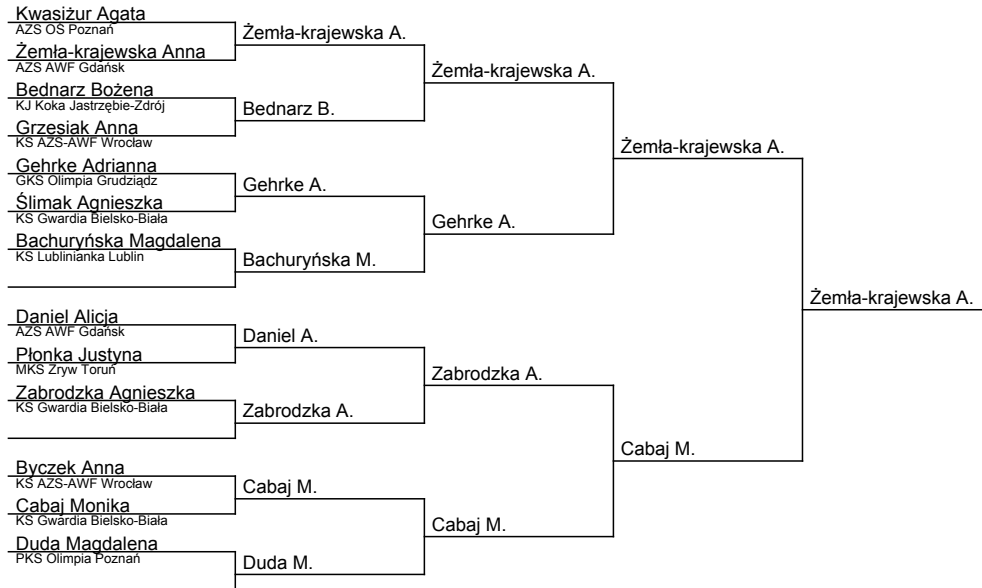 Kwasiżur Agata
AZS OŚ Poznań
Żemła-krajewska Anna
AZS AWF Gdańsk
Bednarz Bożena
KJ Koka Jastrzębie-Zdrój
Grzesiak Anna
KS AZS-AWF Wrocław
Gehrke Adrianna
GKS Olimpia Grudziądz
Ślimak Agnieszka
KS Gwardia Bielsko-Biała
Bachuryńska Magdalena
KS Lublinianka Lublin
Daniel Alicja
AZS AWF Gdańsk
Płonka Justyna
MKS Zryw Toruń
Zabrodzka Agnieszka
KS Gwardia Bielsko-Biała
Byczek Anna
KS AZS-AWF Wrocław
Cabaj Monika
KS Gwardia Bielsko-Biała
Duda Magdalena
PKS Olimpia Poznań
Żemła-krajewska A.
Bednarz B.
Gehrke A.
Bachuryńska M.
Daniel A.
Zabrodzka A.
Cabaj M.
Duda M.
Żemła-krajewska A.
Gehrke A.
Zabrodzka A.
Cabaj M.
Żemła-krajewska A.
Cabaj M.
Żemła-krajewska A.